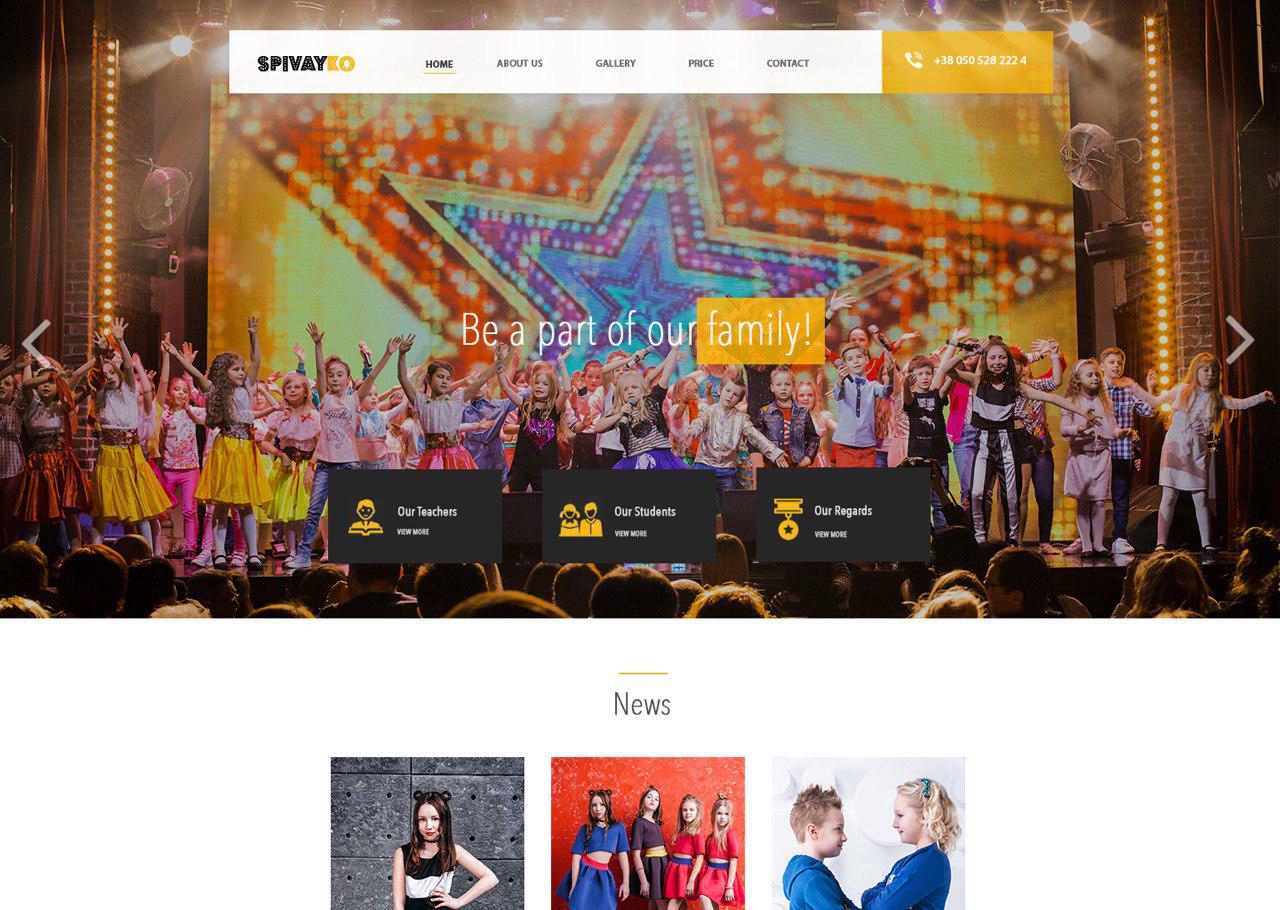 SPIVAYKO
HOME
ABOUT US
GALLERY
PRICE
CONTACT
+38 050 528 222 4
Be a part of our family!
Our Teachers
VIEW MORE
Our Students
VIEW MORE
Our Regards
VIEW MORE
News